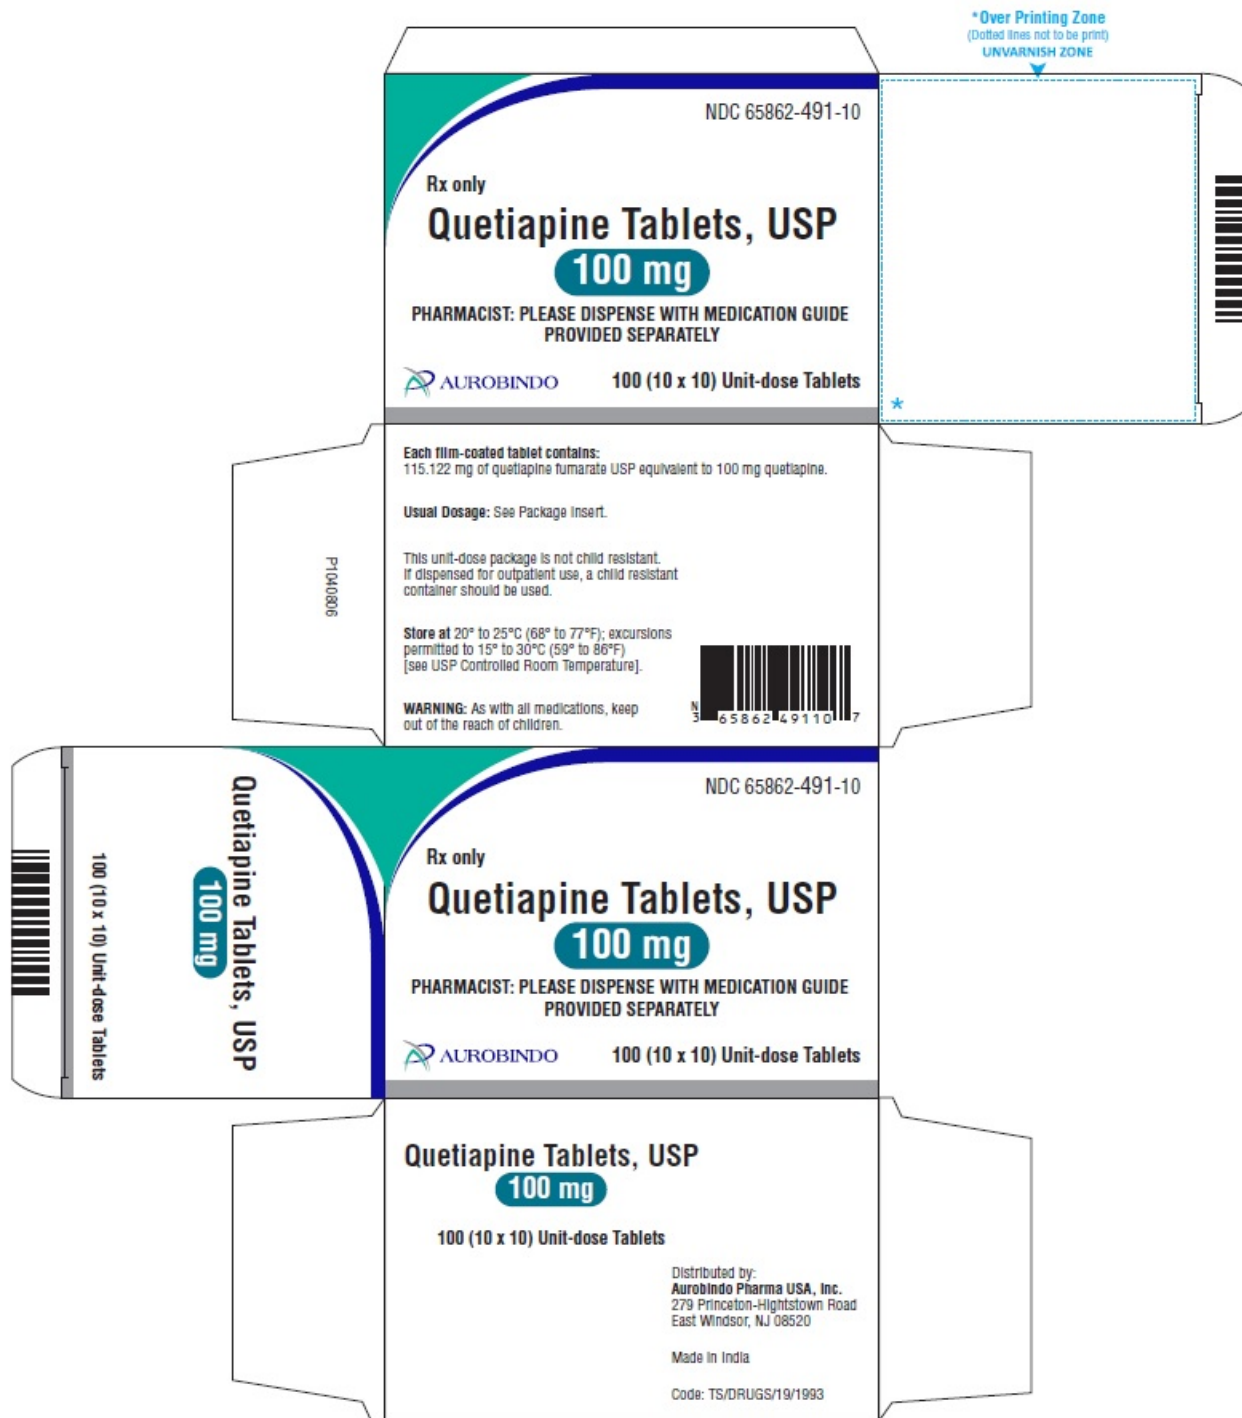 *Over Printing Zone
(Dotted lines not to be print)
UNVARNISH ZONE
NDC 65862-491-10
Rx only
Quetiapine Tablets, USP
100 mg
PHARMACIST: PLEASE DISPENSE WITH MEDICATION GUIDE
PROVIDED SEPARATELY
AUROBINDO
100 (10 x 10) Unit-dose Tablets
*
Each film-coated tablet contains:
115.122 mg of quetiapine fumarate USP equivalent to 100 mg quetiapine.
Usual Dosage: See Package Insert.
This unit-dose package is not child resistant.
If dispensed for outpatient use, a child resistant
container should be used.
Store at 20° to 25°C (68° to 77°F); excursions
permitted to 15° to 30°C (59° to 86°F)
[see USP Controlled Room Temperature].
WARNING: As with all medications, keep
out of the reach of children.
N
3 65862 49110 7
P1040806
Quetiapine Tablets, USP
100 mg
100 (10 x 10) Unit-dose Tablets
NDC 65862-491-10
Rx only
Quetiapine Tablets, USP
100 mg
PHARMACIST: PLEASE DISPENSE WITH MEDICATION GUIDE
PROVIDED SEPARATELY
AUROBINDO
100 (10 x 10) Unit-dose Tablets
Quetiapine Tablets, USP
100 mg
100 (10 x 10) Unit-dose Tablets
Distributed by:
Aurobindo Pharma USA, Inc.
279 Princeton-Hightstown Road
East Windsor, NJ 08520
Made in India
Code: TS/DRUGS/19/1993